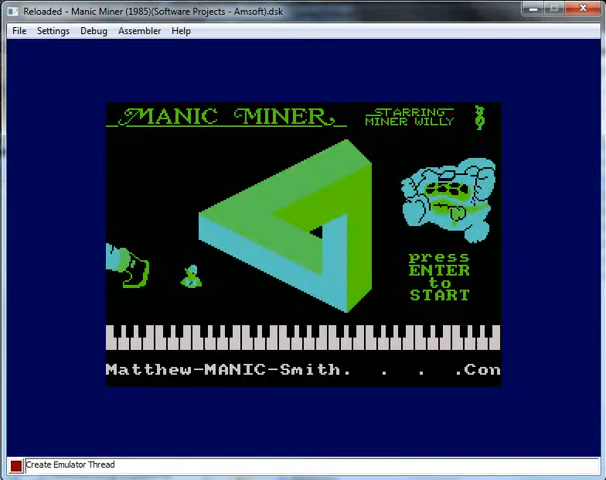 Reloaded - Manic Miner (1985)(Software Projects - Amsoft).dsk
File Settings Debug Assembler Help
MANIC MINER
STARRING
MINER WILLY
press
ENTER
to
START
Matthew-MANIC-Smith. . . .Con
Create Emulator Thread